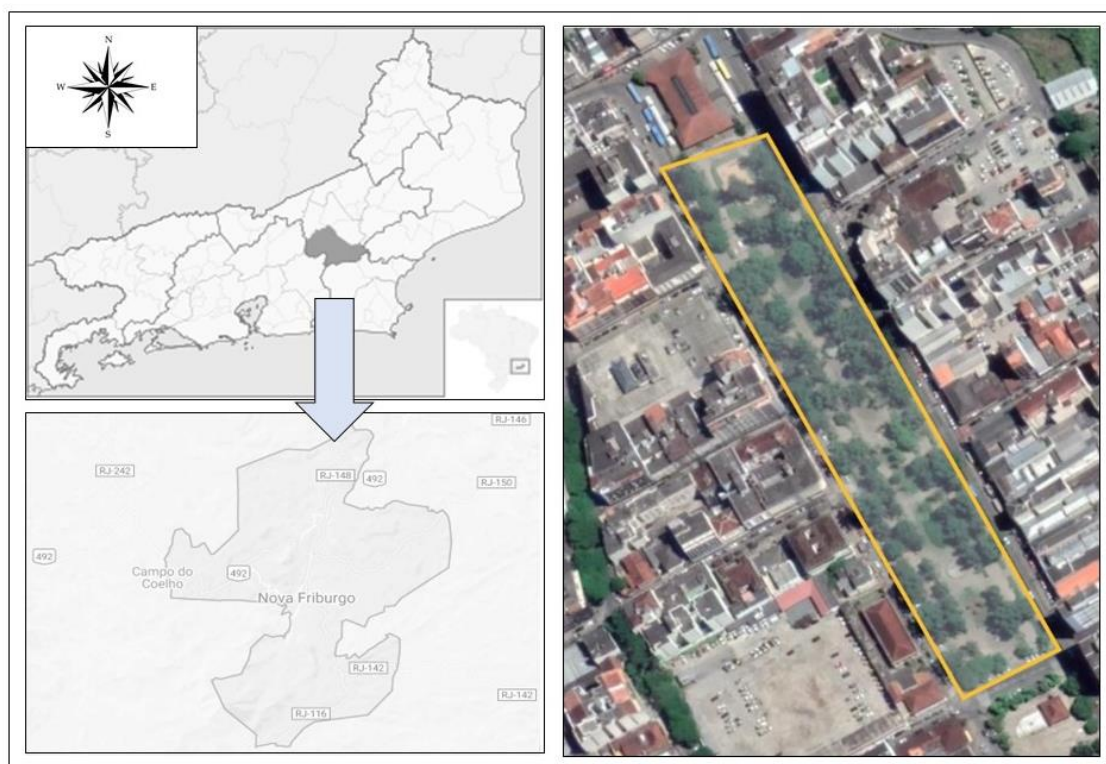 N
W E
S
RJ-146
RJ-242
RJ-148
492
RJ-150
492
Campo do
Coelho
492
Nova Friburgo
RJ-142
RJ-142
RJ-116